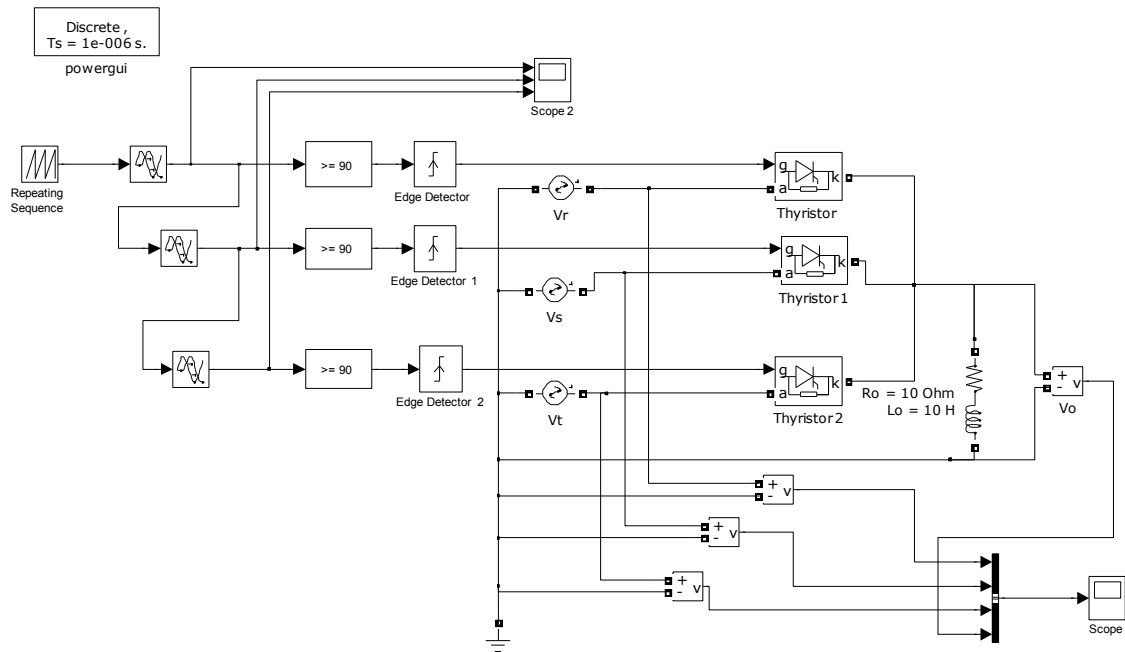 Discrete,
Ts = 1e-006 s.
powergui
Scope 2
Repeating
Sequence
>= 90
Edge Detector
Vr
g
a
k
Thyristor
>= 90
Edge Detector 1
Vs
g
a
k
Thyristor 1
>= 90
Edge Detector 2
Vt
g
a
k
Thyristor 2
Ro = 10 Ohm
Lo = 10 H
+
-
v
Vo
+
-
v
+
-
v
+
-
v
Scope